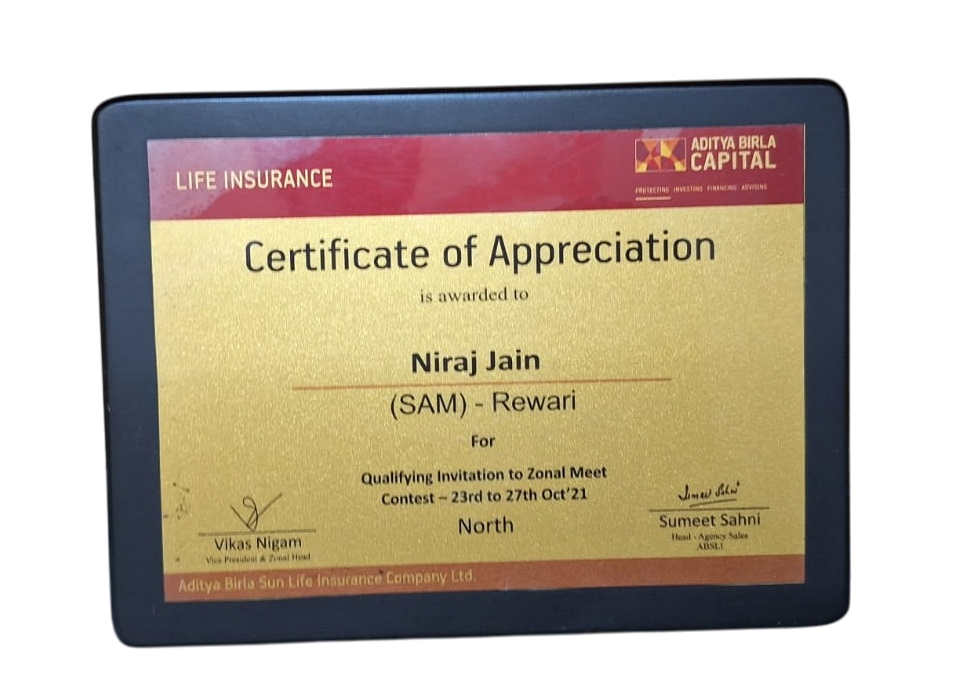 LIFE INSURANCE
ADITYA BIRLA
CAPITAL
PROTECTING INVESTING FINANCING ADVISING
Certificate of Appreciation
is awarded to
Niraj Jain
(SAM) - Rewari
For
Qualifying Invitation to Zonal Meet
Contest – 23rd to 27th Oct'21
North
Vikas Nigam
Vice President & Zonal Head
Sumeet Sahni
Sumeet Sahni
Head - Agency Sales
ABSLI
Aditya Birla Sun Life Insurance Company Ltd.